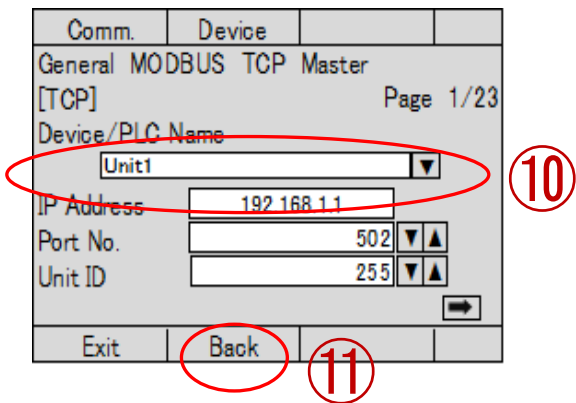 Comm. Device
General MODBUS TCP Master
[TCP] Page 1/23
Device/PLC Name
Unit1 ▼
⑩
IP Address 192.168.1.1
Port No. 502 ▼ ▲
Unit ID 255 ▼ ▲
➡
Exit Back
⑪